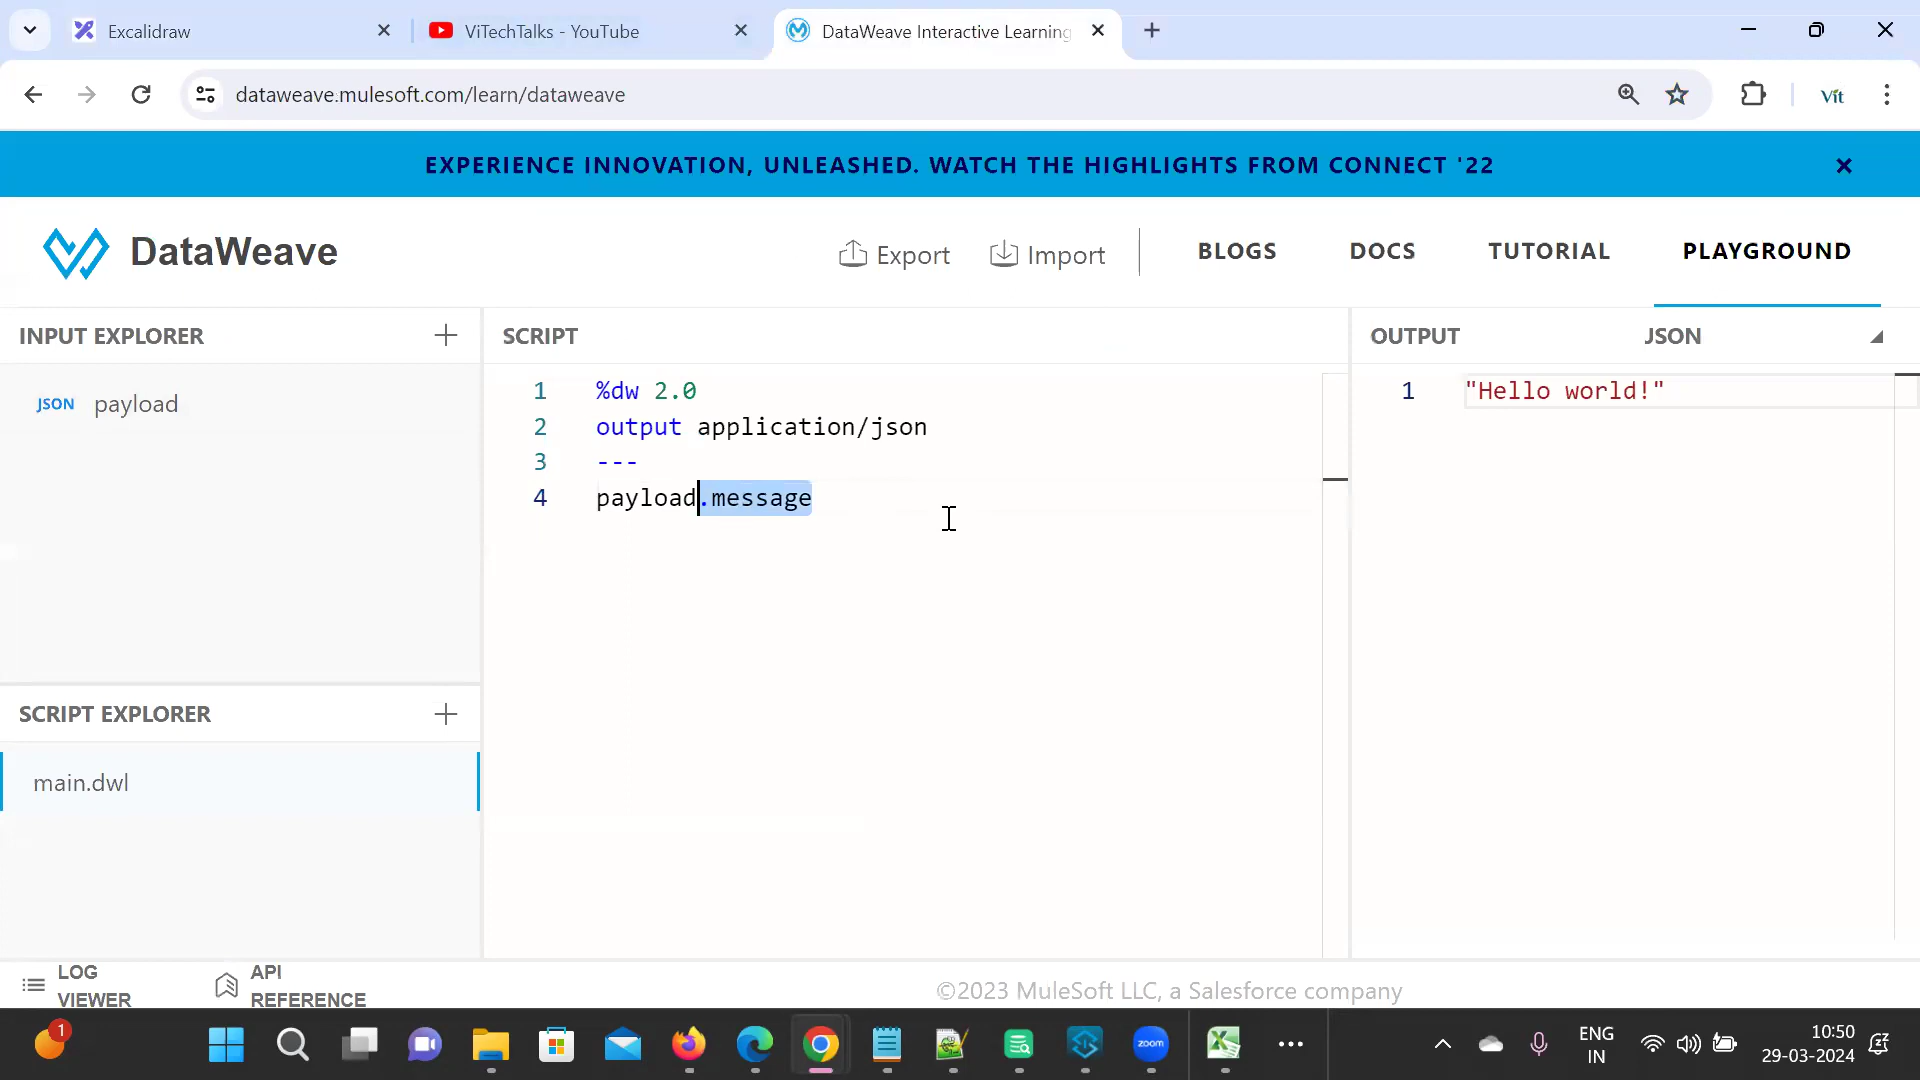 Excalidraw
ViTechTalks - YouTube
DataWeave Interactive Learning
dataweave.mulesoft.com/learn/dataweave
Vit
EXPERIENCE INNOVATION, UNLEASHED. WATCH THE HIGHLIGHTS FROM CONNECT '22
DataWeave
Export
Import
BLOGS
DOCS
TUTORIAL
PLAYGROUND
INPUT EXPLORER
SCRIPT
OUTPUT
JSON
JSON payload
1 %dw 2.0
2 output application/json
3 ---
4 payload.message
1 "Hello world!"
SCRIPT EXPLORER
main.dwl
LOG
VIEWER
API
REFERENCE
©2023 MuleSoft LLC, a Salesforce company
1
zoom
ENG
IN
10:50
29-03-2024